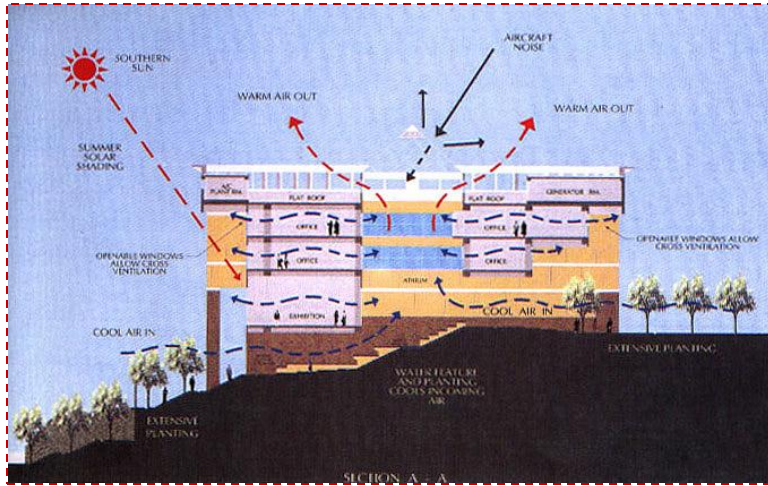 AIRCRAFT
NOISE
SOUTHERN
SUN
WARM AIR OUT
WARM AIR OUT
SUMMER
SOLAR
SHADING
A/C
PLANT RM.
FLAT ROOF
FLAT ROOF
GENERATOR RM.
OFFICE
OFFICE
OPENABLE WINDOWS
ALLOW CROSS
VENTILATION
OPENABLE WINDOWS ALLOW
CROSS VENTILATION
OFFICE
OFFICE
ATRIUM
EXHIBITION
COOL AIR IN
COOL AIR IN
EXTENSIVE PLANTING
WATER FEATURE
AND PLANTING
COOLS INCOMING
AIR
EXTENSIVE
PLANTING
SECTION A - A